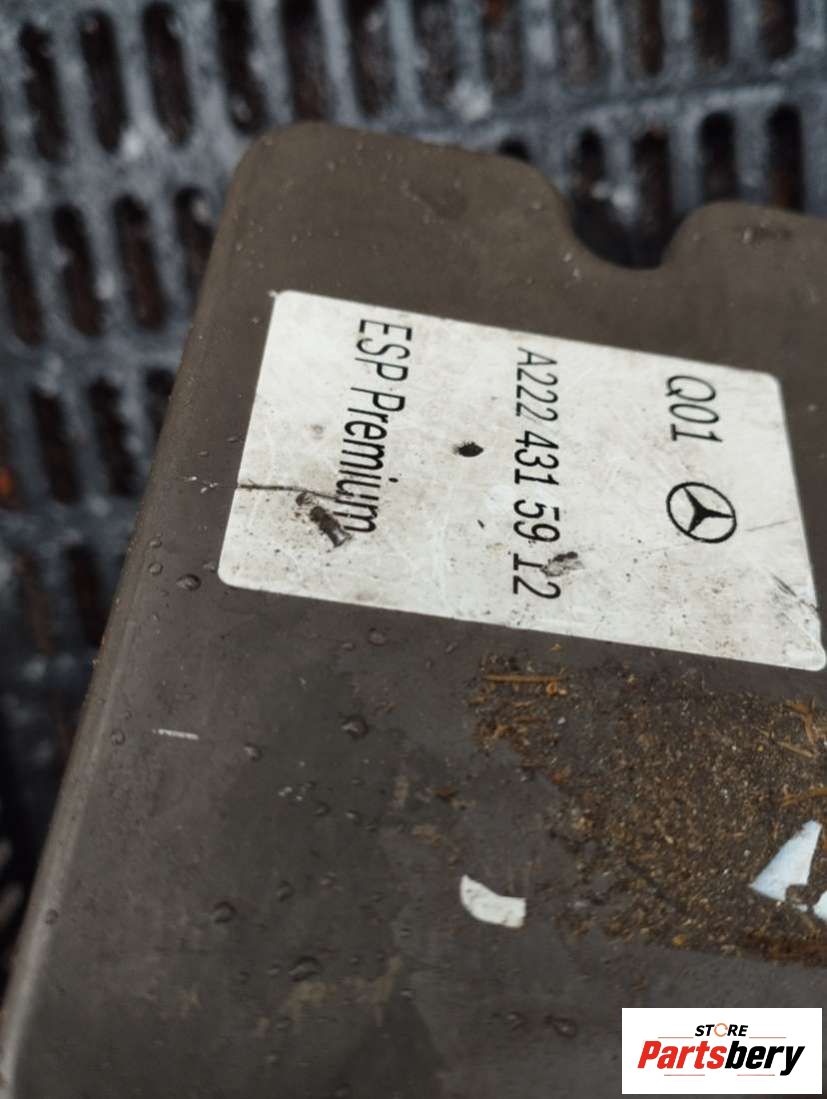 Q01
A222 431 59 12
ESP Premium
STORE
Partsbery